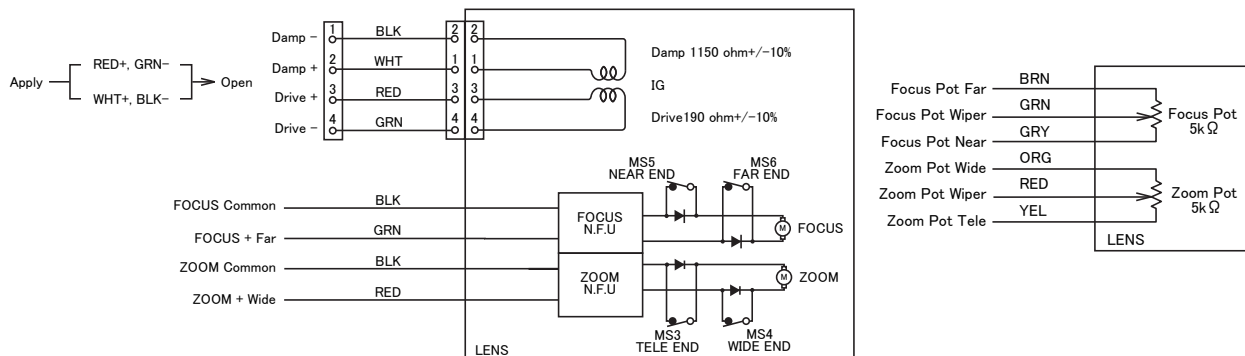 Apply
RED+, GRN−
WHT+, BLK−
Open
Damp − 1 BLK 2 2
Damp + 2 WHT 1 1
Drive + 3 RED 3 3
Drive − 4 GRN 4 4
Damp 1150 ohm+/-10%
IG
Drive190 ohm+/-10%
MS5
NEAR END
MS6
FAR END
FOCUS Common BLK
FOCUS + Far GRN
FOCUS
N.F.U
M FOCUS
ZOOM Common BLK
ZOOM + Wide RED
ZOOM
N.F.U
M ZOOM
MS3
TELE END
MS4
WIDE END
LENS
Focus Pot Far BRN
Focus Pot Wiper GRN
Focus Pot Near GRY
Zoom Pot Wide ORG
Zoom Pot Wiper RED
Zoom Pot Tele YEL
Focus Pot
5kΩ
Zoom Pot
5kΩ
LENS